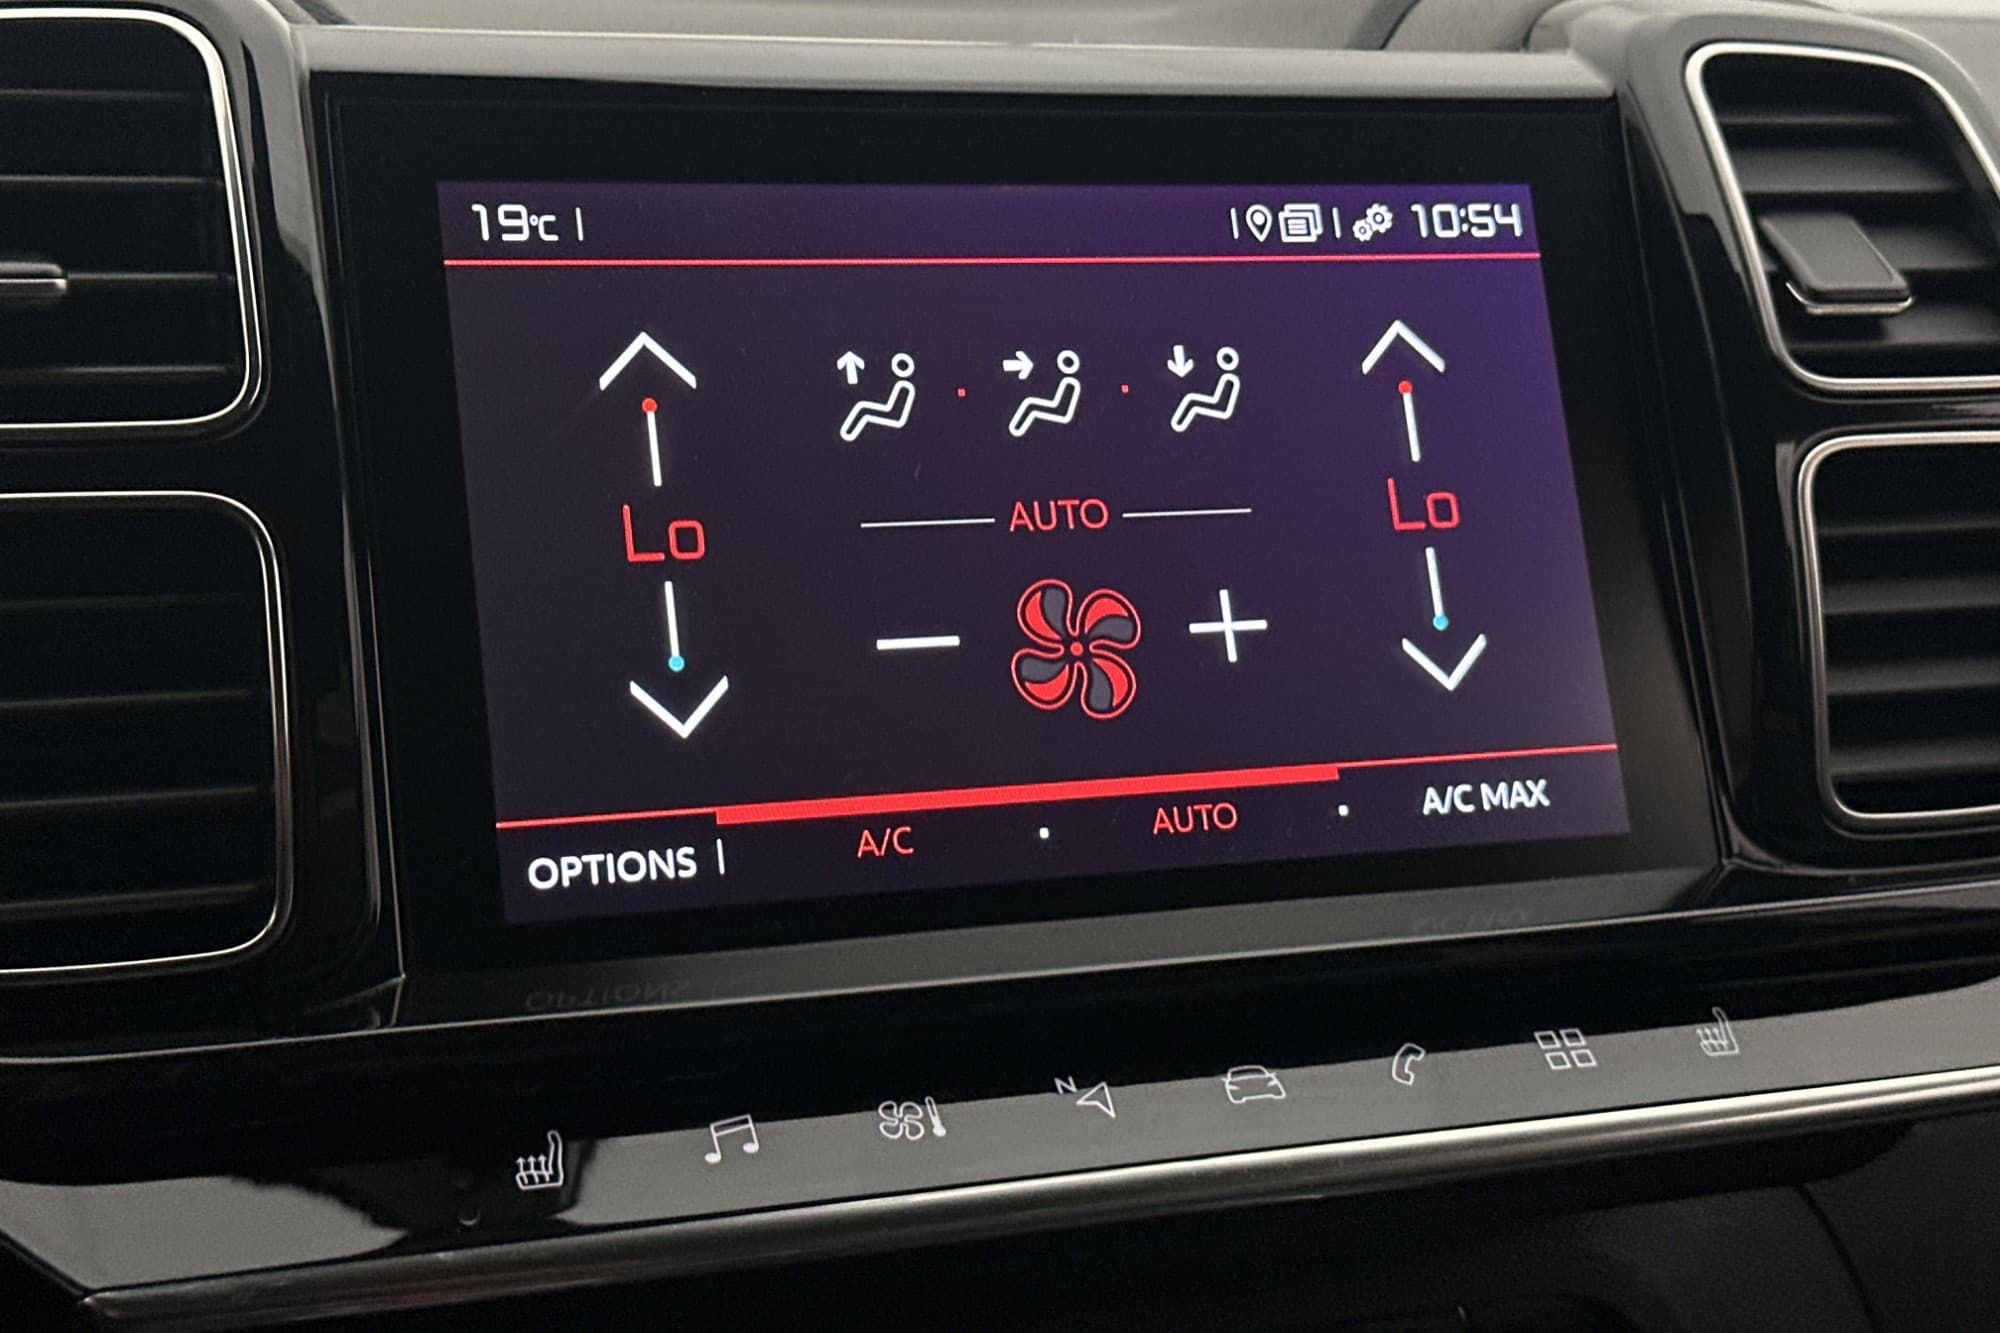 19°C
10:54
Lo
Lo
AUTO
OPTIONS
A/C
AUTO
A/C MAX
N